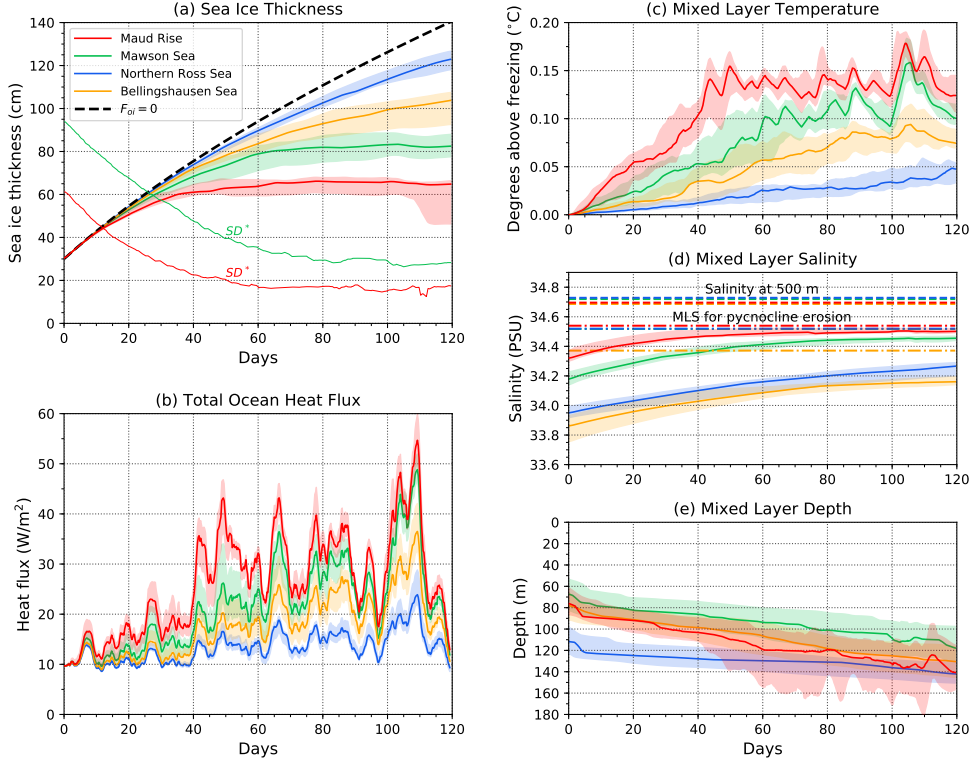 (a) Sea Ice Thickness
140
120
100
80
60
40
20
0
Sea ice thickness (cm)
Maud Rise
Mawson Sea
Northern Ross Sea
Bellingshausen Sea
F_{oi} = 0
SD*
SD*
0 20 40 60 80 100 120
Days
(b) Total Ocean Heat Flux
60
50
40
30
20
10
0
Heat flux (W/m²)
0 20 40 60 80 100 120
Days
(c) Mixed Layer Temperature
0.20
0.15
0.10
0.05
0.00
Degrees above freezing (°C)
0 20 40 60 80 100 120
(d) Mixed Layer Salinity
34.8
34.6
34.4
34.2
34.0
33.8
33.6
Salinity (PSU)
Salinity at 500 m
MLS for pycnocline erosion
0 20 40 60 80 100 120
(e) Mixed Layer Depth
0
20
40
60
80
100
120
140
160
180
Depth (m)
0 20 40 60 80 100 120
Days